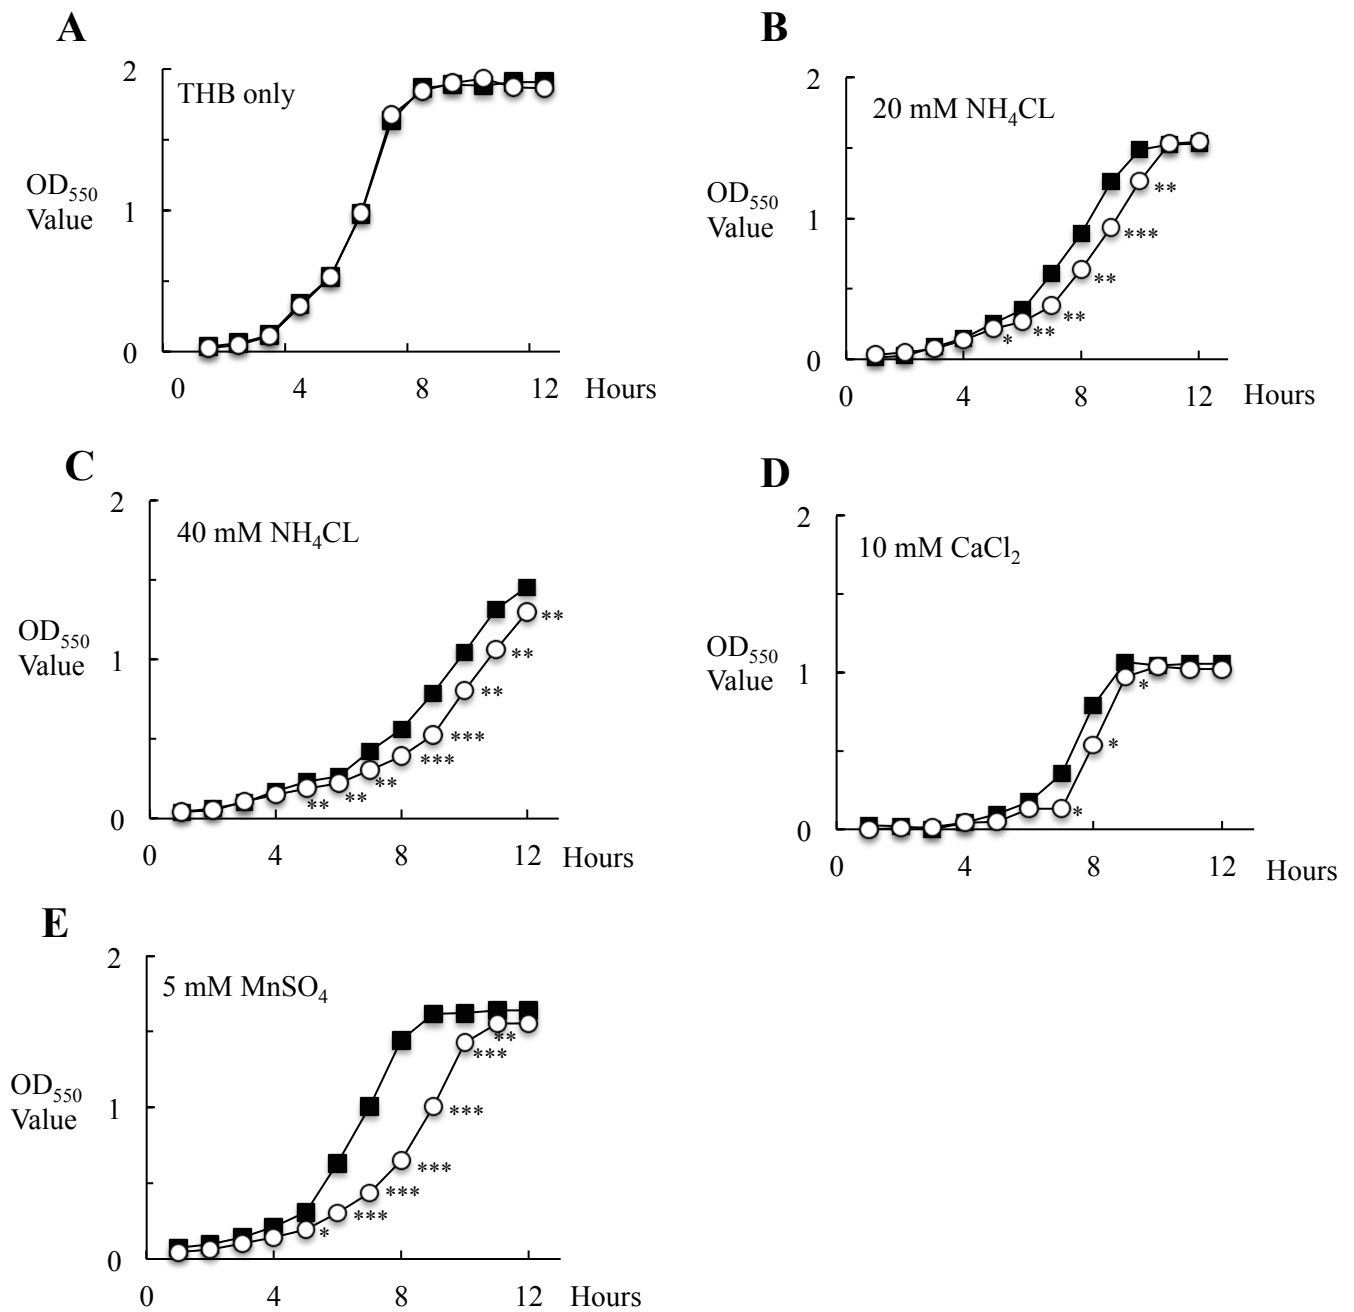 A
2
THB only
OD₅₅₀
Value
1
0
0 4 8 12 Hours
B
2
20 mM NH₄CL
OD₅₅₀
Value
1
**
***
**
**
**
*
0
0 4 8 12 Hours
C
2
40 mM NH₄CL
OD₅₅₀
Value
1
**
**
**
***
***
**
**
**
0
0 4 8 12 Hours
D
2
10 mM CaCl₂
OD₅₅₀
Value
1
*
*
*
0
0 4 8 12 Hours
E
2
5 mM MnSO₄
OD₅₅₀
Value
1
**
***
***
***
***
***
*
0
0 4 8 12 Hours